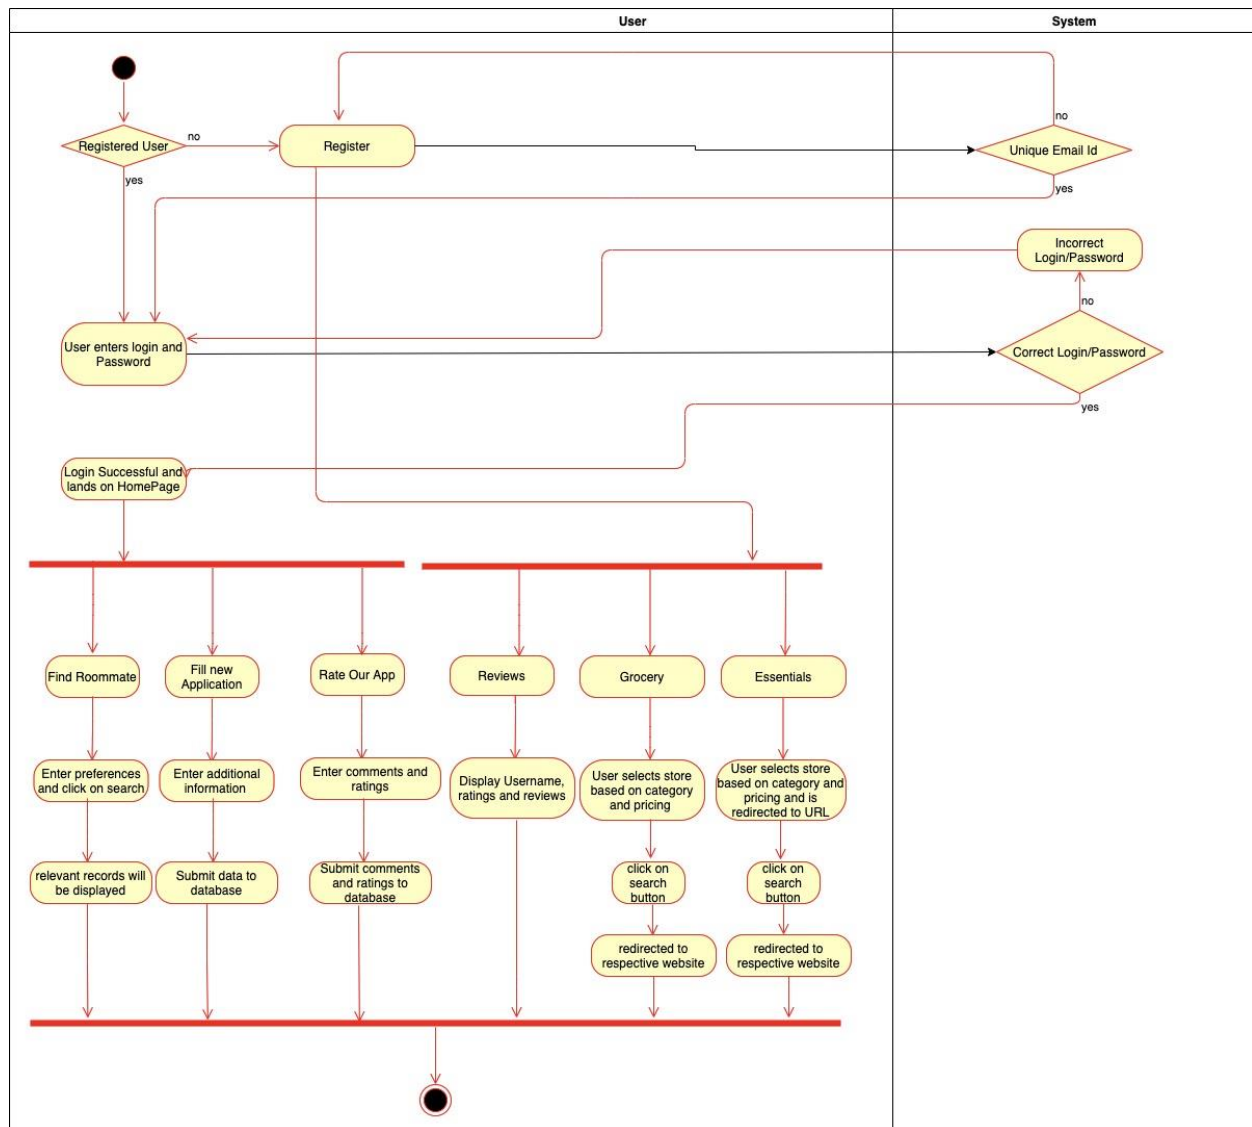 User
System
no
Registered User
no
Register
Unique Email Id
yes
yes
Incorrect
Login/Password
no
User enters login and
Password
Correct Login/Password
yes
Login Successful and
lands on HomePage
Find Roommate
Fill new
Application
Rate Our App
Reviews
Grocery
Essentials
Enter preferences
and click on search
Enter additional
information
Enter comments and
ratings
Display Username,
ratings and reviews
User selects store
based on category
and pricing
User selects store
based on category and
pricing and is
redirected to URL
relevant records will
be displayed
Submit data to
database
Submit comments
and ratings to
database
click on
search
button
click on
search
button
redirected to
respective website
redirected to
respective website